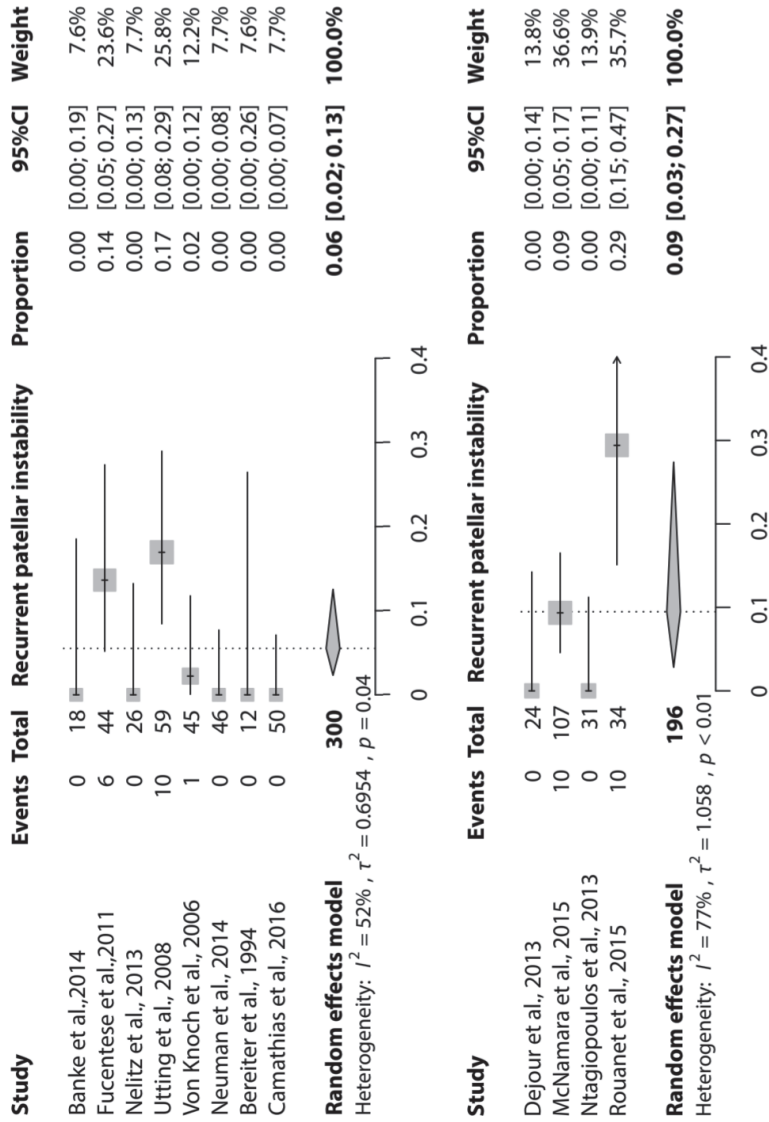 Study Events Total Recurrent patellar instability Proportion 95%CI Weight
Banke et al.,2014 0 18 0.00 [0.00; 0.19] 7.6%
Fucentese et al.,2011 6 44 0.14 [0.05; 0.27] 23.6%
Nelitz et al., 2013 0 26 0.00 [0.00; 0.13] 7.7%
Utting et al., 2008 10 59 0.17 [0.08; 0.29] 25.8%
Von Knoch et al., 2006 1 45 0.02 [0.00; 0.12] 12.2%
Neuman et al., 2014 0 46 0.00 [0.00; 0.08] 7.7%
Bereiter et al., 1994 0 12 0.00 [0.00; 0.26] 7.6%
Camathias et al., 2016 0 50 0.00 [0.00; 0.07] 7.7%
Random effects model 300 0.06 [0.02; 0.13] 100.0%
Heterogeneity: I² = 52% , τ² = 0.6954 , p = 0.04
0 0.1 0.2 0.3 0.4
Study Events Total Recurrent patellar instability Proportion 95%CI Weight
Dejour et al., 2013 0 24 0.00 [0.00; 0.14] 13.8%
McNamara et al., 2015 10 107 0.09 [0.05; 0.17] 36.6%
Ntagiopoulos et al., 2013 0 31 0.00 [0.00; 0.11] 13.9%
Rouanet et al., 2015 10 34 0.29 [0.15; 0.47] 35.7%
Random effects model 196 0.09 [0.03; 0.27] 100.0%
Heterogeneity: I² = 77% , τ² = 1.058 , p < 0.01
0 0.1 0.2 0.3 0.4